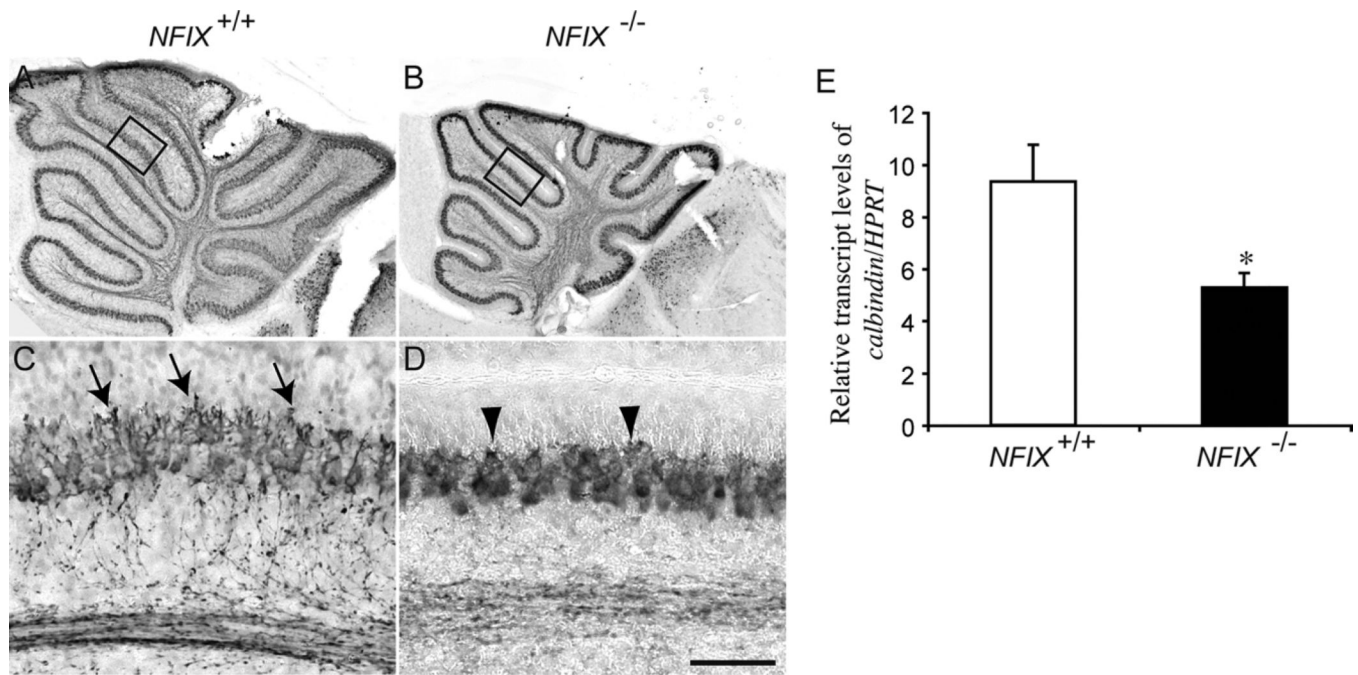 NFIX +/+
NFIX -/-
A
B
C
D
E
Relative transcript levels of
calbindin/HPRT
12
10
8
6
4
2
0
*
NFIX +/+
NFIX -/-